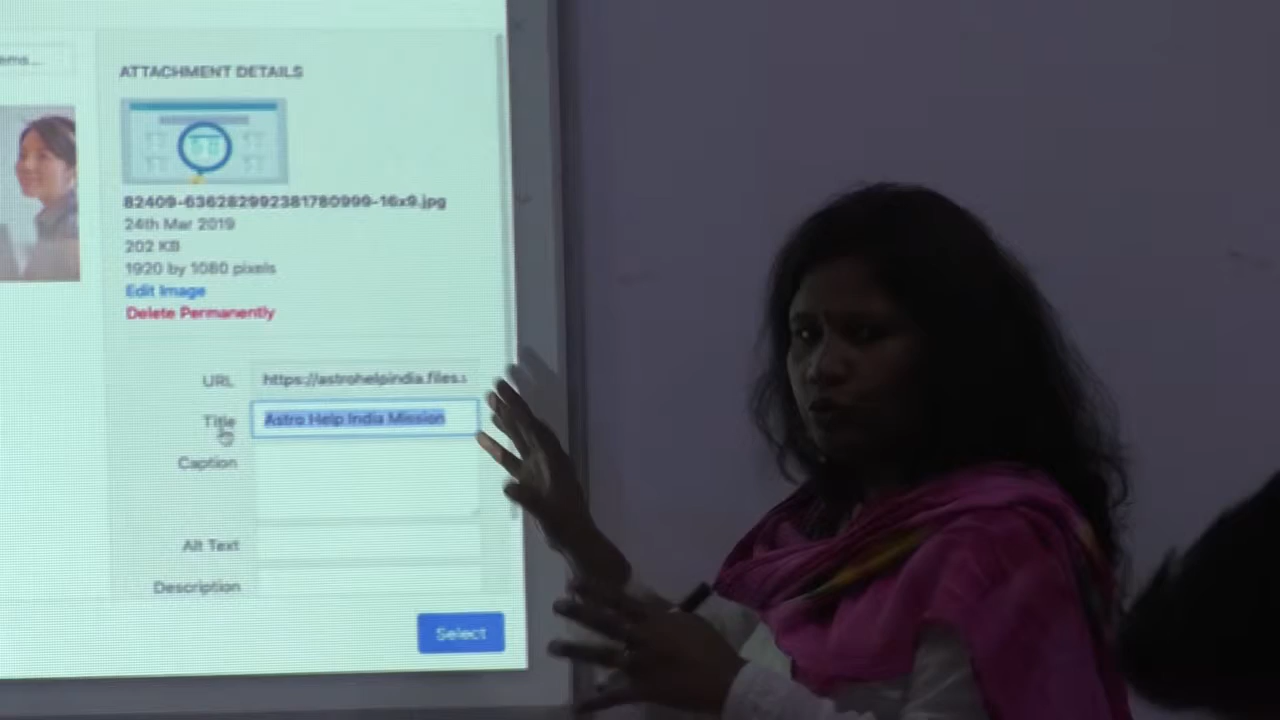 ems...
ATTACHMENT DETAILS
82409-636282992381780999-16x9.jpg
24th Mar 2019
202 KB
1920 by 1080 pixels
Edit Image
Delete Permanently
URL https://astrohelpindia.files.
Title Astro Help India Mission
Caption
Alt Text
Description
Select